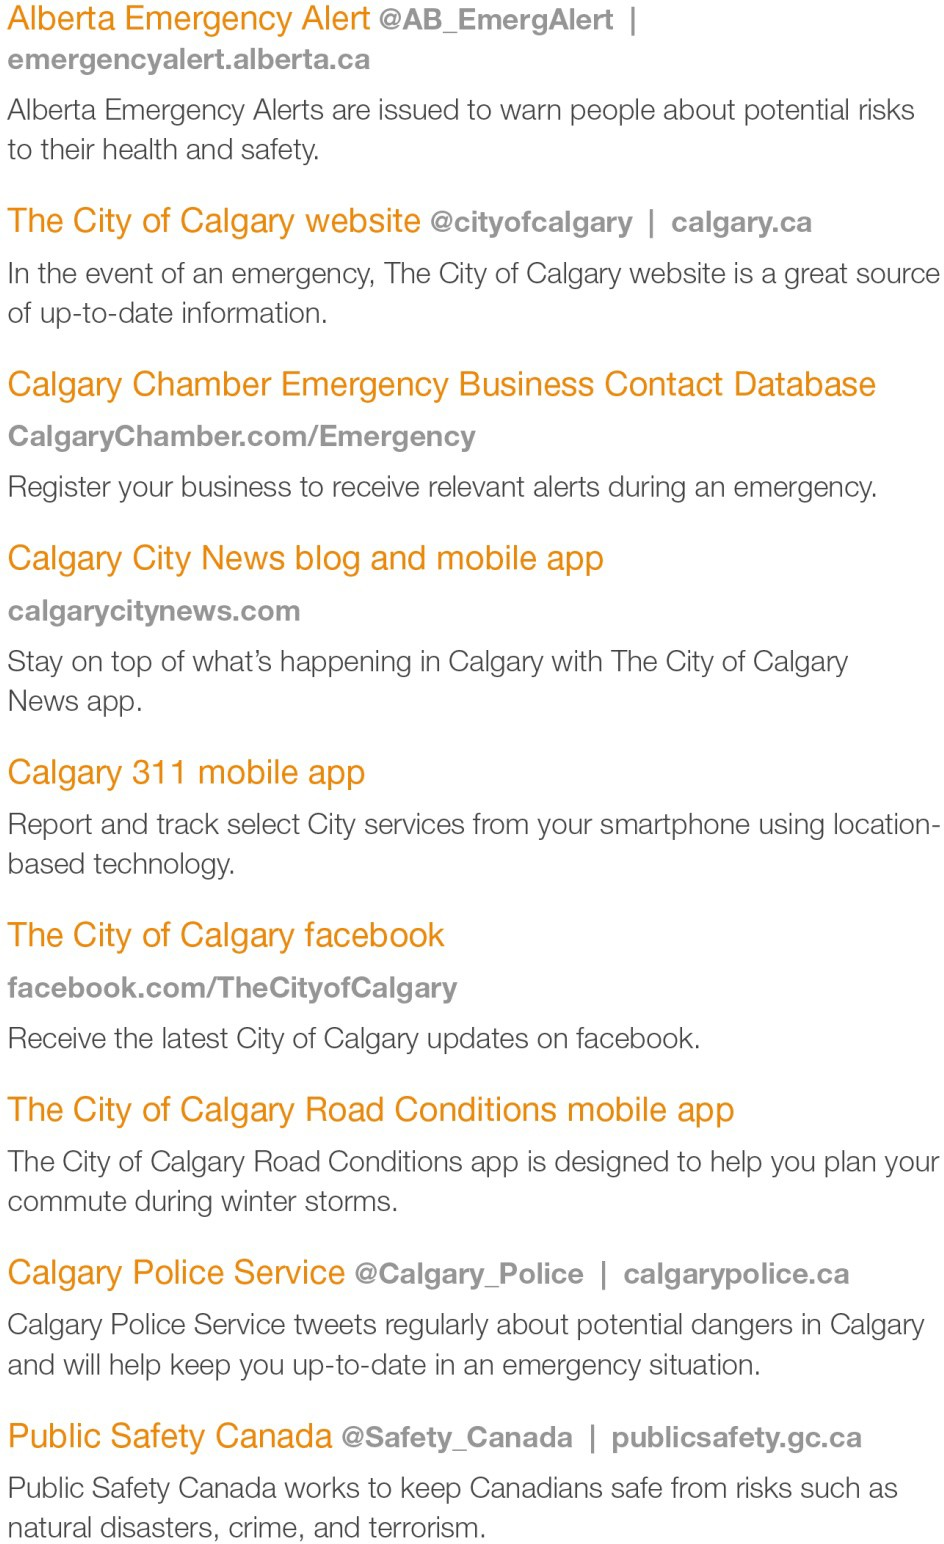 Alberta Emergency Alert @AB_EmergAlert |
emergencyalert.alberta.ca
Alberta Emergency Alerts are issued to warn people about potential risks
to their health and safety.
The City of Calgary website @cityofcalgary | calgary.ca
In the event of an emergency, The City of Calgary website is a great source
of up-to-date information.
Calgary Chamber Emergency Business Contact Database
CalgaryChamber.com/Emergency
Register your business to receive relevant alerts during an emergency.
Calgary City News blog and mobile app
calgarycitynews.com
Stay on top of what’s happening in Calgary with The City of Calgary
News app.
Calgary 311 mobile app
Report and track select City services from your smartphone using location-
based technology.
The City of Calgary facebook
facebook.com/TheCityofCalgary
Receive the latest City of Calgary updates on facebook.
The City of Calgary Road Conditions mobile app
The City of Calgary Road Conditions app is designed to help you plan your
commute during winter storms.
Calgary Police Service @Calgary_Police | calgarypolice.ca
Calgary Police Service tweets regularly about potential dangers in Calgary
and will help keep you up-to-date in an emergency situation.
Public Safety Canada @Safety_Canada | publicsafety.gc.ca
Public Safety Canada works to keep Canadians safe from risks such as
natural disasters, crime, and terrorism.